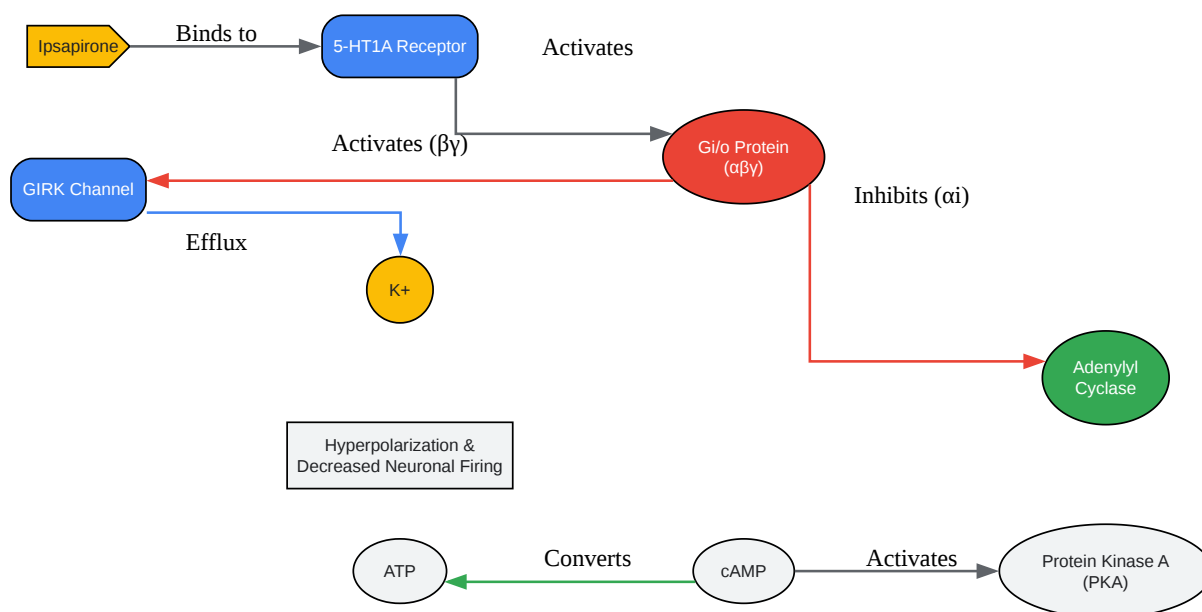 Ipsapirone
Binds to
5-HT1A Receptor
Activates
Activates (βγ)
Gi/o Protein
(αβγ)
GIRK Channel
Inhibits (αi)
Efflux
K+
Adenylyl
Cyclase
Hyperpolarization &
Decreased Neuronal Firing
ATP
Converts
cAMP
Activates
Protein Kinase A
(PKA)